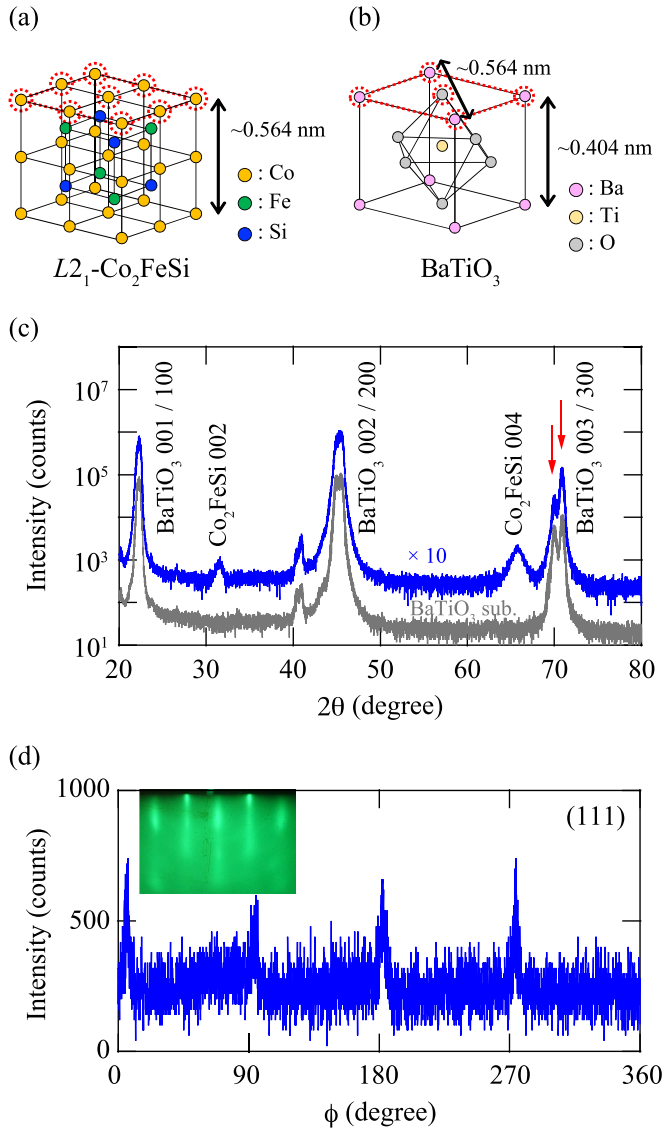 (a)
(b)
~0.564 nm
~0.564 nm
~0.404 nm
: Co
: Fe
: Si
: Ba
: Ti
: O
L2₁-Co₂FeSi
BaTiO₃
(c)
Intensity (counts)
10⁷
10⁵
10³
10¹
BaTiO₃ 001 / 100
Co₂FeSi 002
BaTiO₃ 002 / 200
Co₂FeSi 004
BaTiO₃ 003 / 300
× 10
BaTiO₃ sub.
20 30 40 50 60 70 80
2θ (degree)
(d)
Intensity (counts)
1000
500
0
(111)
0 90 180 270 360
ϕ (degree)